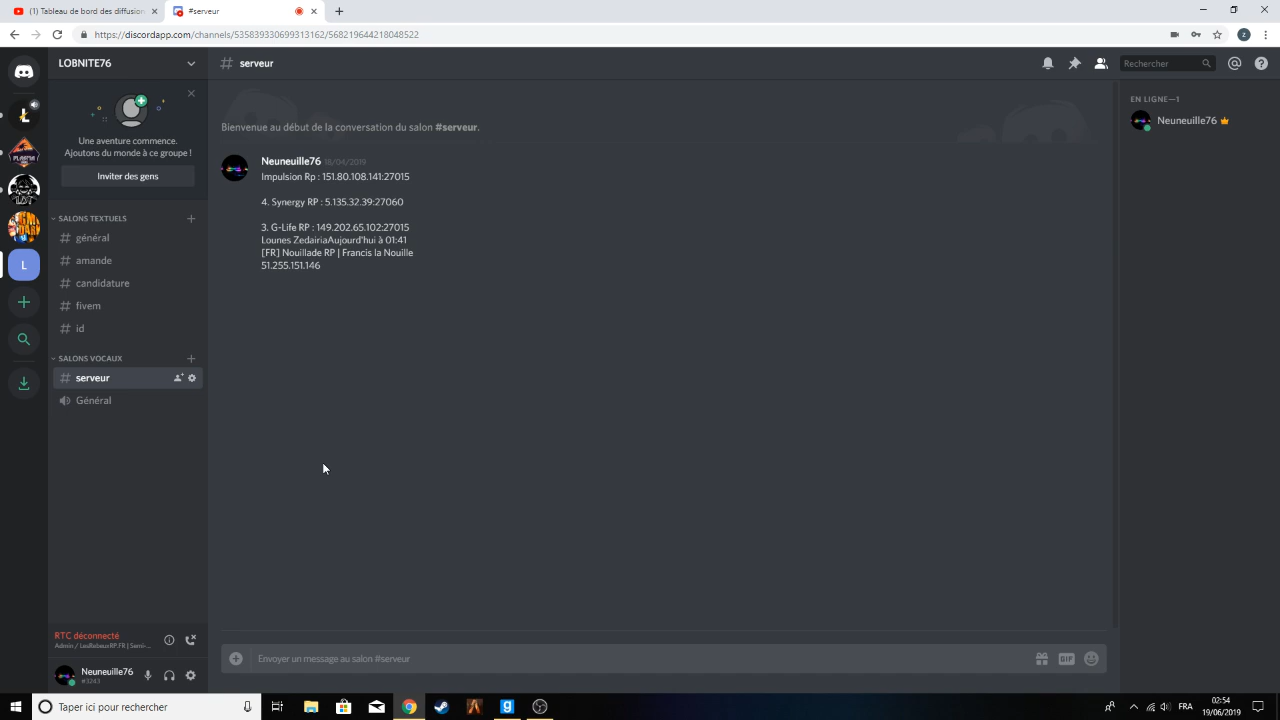 (1) Tableau de bord des diffusion
#serveur
https://discordapp.com/channels/535839330699313162/568219644218048522
LOBNITE76
# serveur
Rechercher
Une aventure commence.
Ajoutons du monde à ce groupe !
Inviter des gens
SALONS TEXTUELS
# général
# amande
# candidature
# fivem
# id
SALONS VOCAUX
# serveur
Général
L
Bienvenue au début de la conversation du salon #serveur.
Neuneuille76 18/04/2019
Impulsion Rp : 151.80.108.141:27015
4. Synergy RP : 5.135.32.39:27060
3. G-Life RP : 149.202.65.102:27015
Lounes ZedairiaAujourd'hui à 01:41
[FR] Nouillade RP | Francis la Nouille
51.255.151.146
EN LIGNE—1
Neuneuille76
RTC déconnecté
Admin / LesRebeusRP.FR | Semi-...
Neuneuille76
#3243
Envoyer un message au salon #serveur
GIF
Taper ici pour rechercher
FRA
02:54
19/06/2019